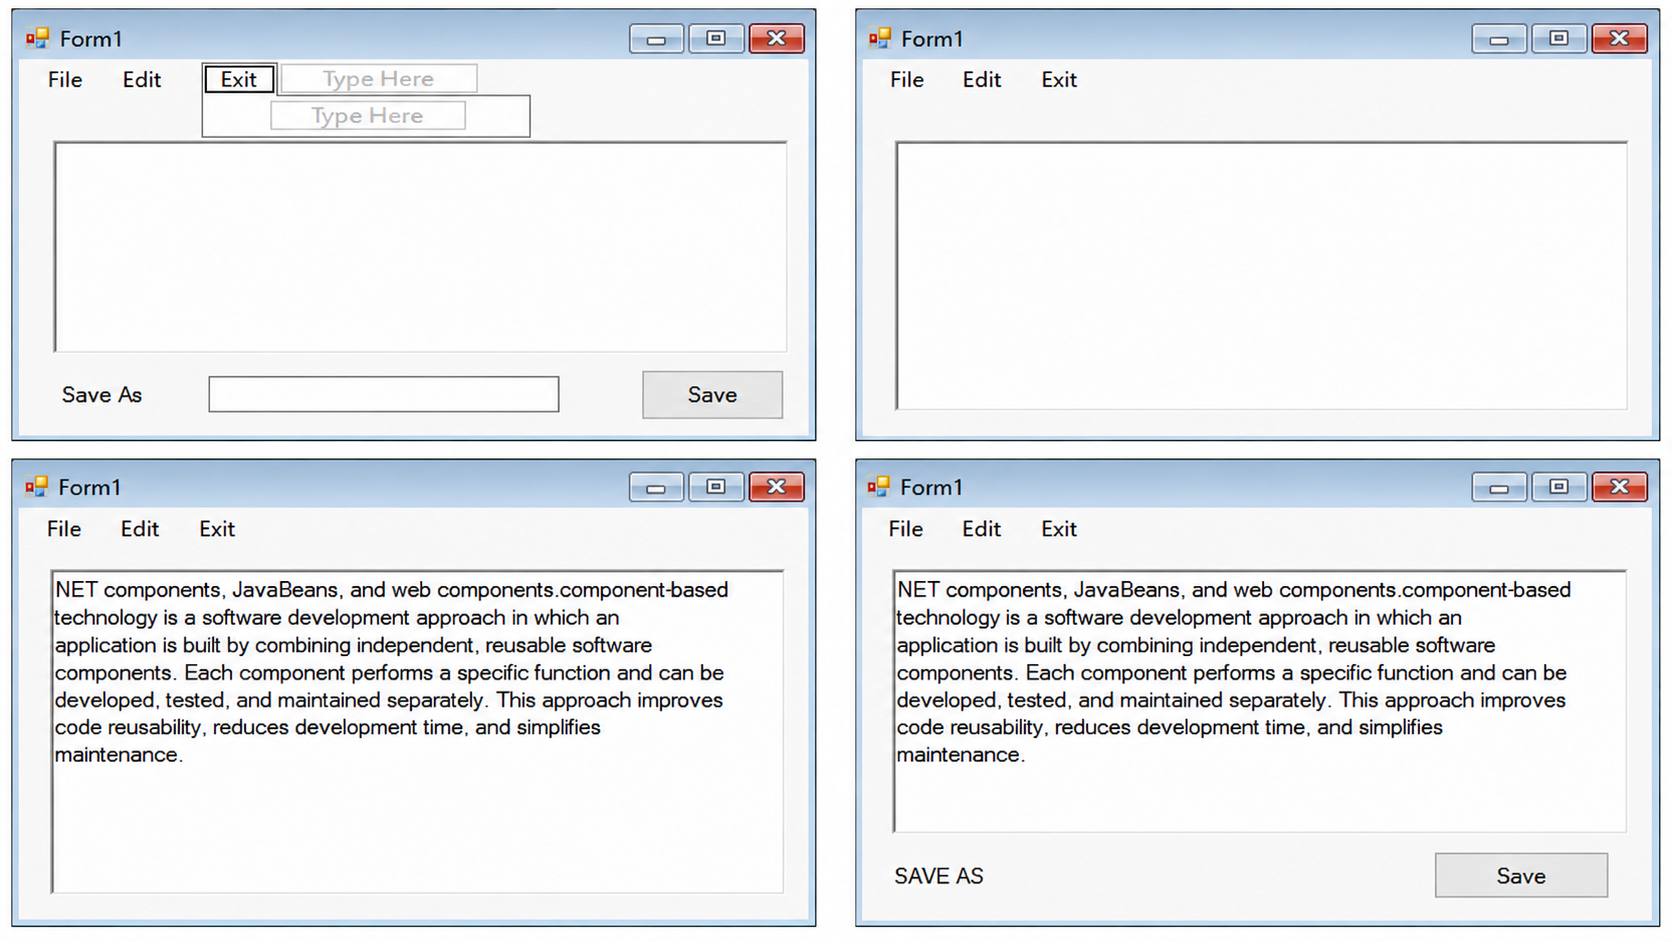 Form1
File Edit Exit Type Here
Type Here
Save As Save
Form1
File Edit Exit
Form1
File Edit Exit
NET components, JavaBeans, and web components.component-based
technology is a software development approach in which an
application is built by combining independent, reusable software
components. Each component performs a specific function and can be
developed, tested, and maintained separately. This approach improves
code reusability, reduces development time, and simplifies
maintenance.
Form1
File Edit Exit
NET components, JavaBeans, and web components.component-based
technology is a software development approach in which an
application is built by combining independent, reusable software
components. Each component performs a specific function and can be
developed, tested, and maintained separately. This approach improves
code reusability, reduces development time, and simplifies
maintenance.
SAVE AS Save